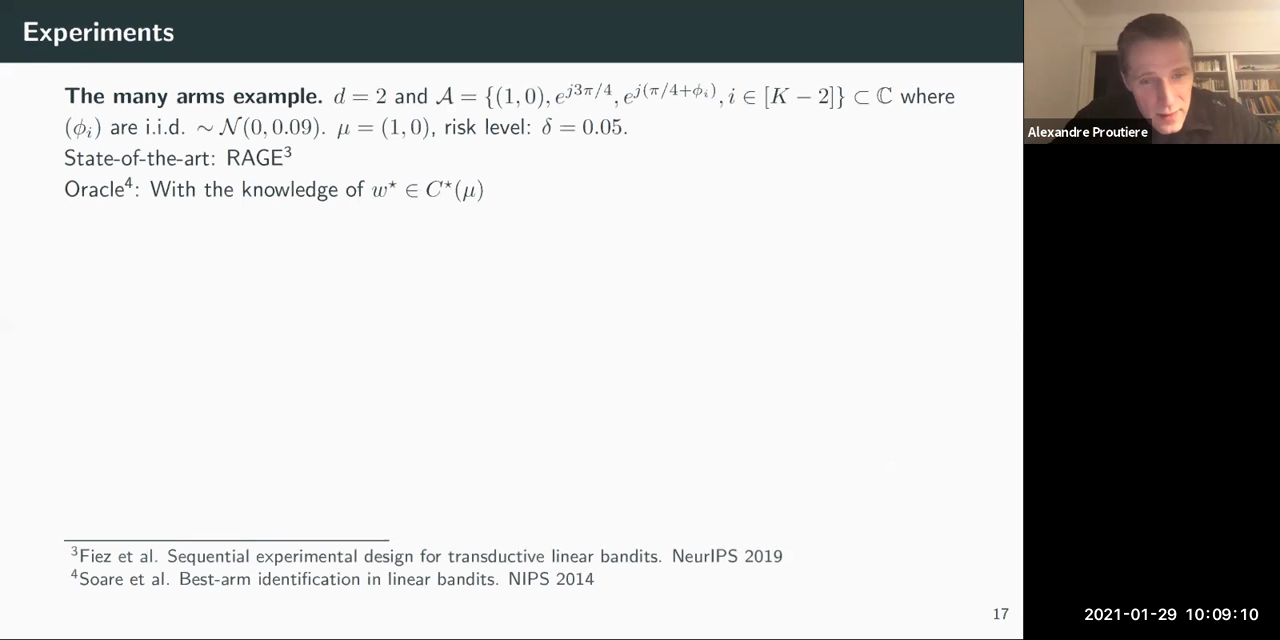 Experiments
The many arms example. d = 2 and 𝒜 = {(1, 0), e^{j3π/4}, e^{j(π/4+ϕ_i)}, i ∈ [K − 2]} ⊂ ℂ where
(ϕ_i) are i.i.d. ∼ 𝒩(0, 0.09). μ = (1, 0), risk level: δ = 0.05.
State-of-the-art: RAGE³
Oracle⁴: With the knowledge of w⋆ ∈ C⋆(μ)
³Fiez et al. Sequential experimental design for transductive linear bandits. NeurIPS 2019
⁴Soare et al. Best-arm identification in linear bandits. NIPS 2014
17
Alexandre Proutiere
2021-01-29 10:09:10